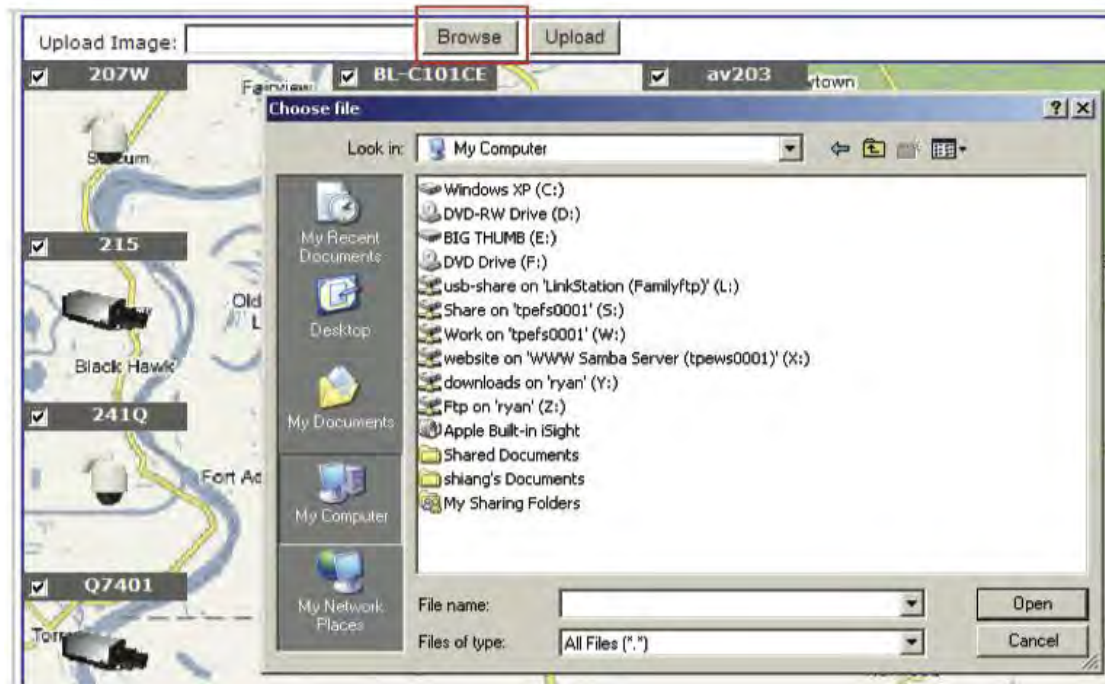 Upload Image: Browse Upload
207W
BL-C101CE
av203
Fairview
rtown
Choose file
Look in: My Computer
Windows XP (C:)
DVD-RW Drive (D:)
BIG THUMB (E:)
DVD Drive (F:)
usb-share on 'LinkStation (Familyftp)' (L:)
Share on 'tpefs0001' (S:)
Work on 'tpefs0001' (W:)
website on 'WWW Samba Server (tpews0001)' (X:)
downloads on 'ryan' (Y:)
Ftp on 'ryan' (Z:)
Apple Built-in iSight
Shared Documents
shiang's Documents
My Sharing Folders
My Recent
Documents
Desktop
My Documents
My Computer
My Network
Places
File name:
Open
Files of type: All Files (*.*)
Cancel
215
Old
L
Black Hawk
241Q
Fort Ad
Q7401